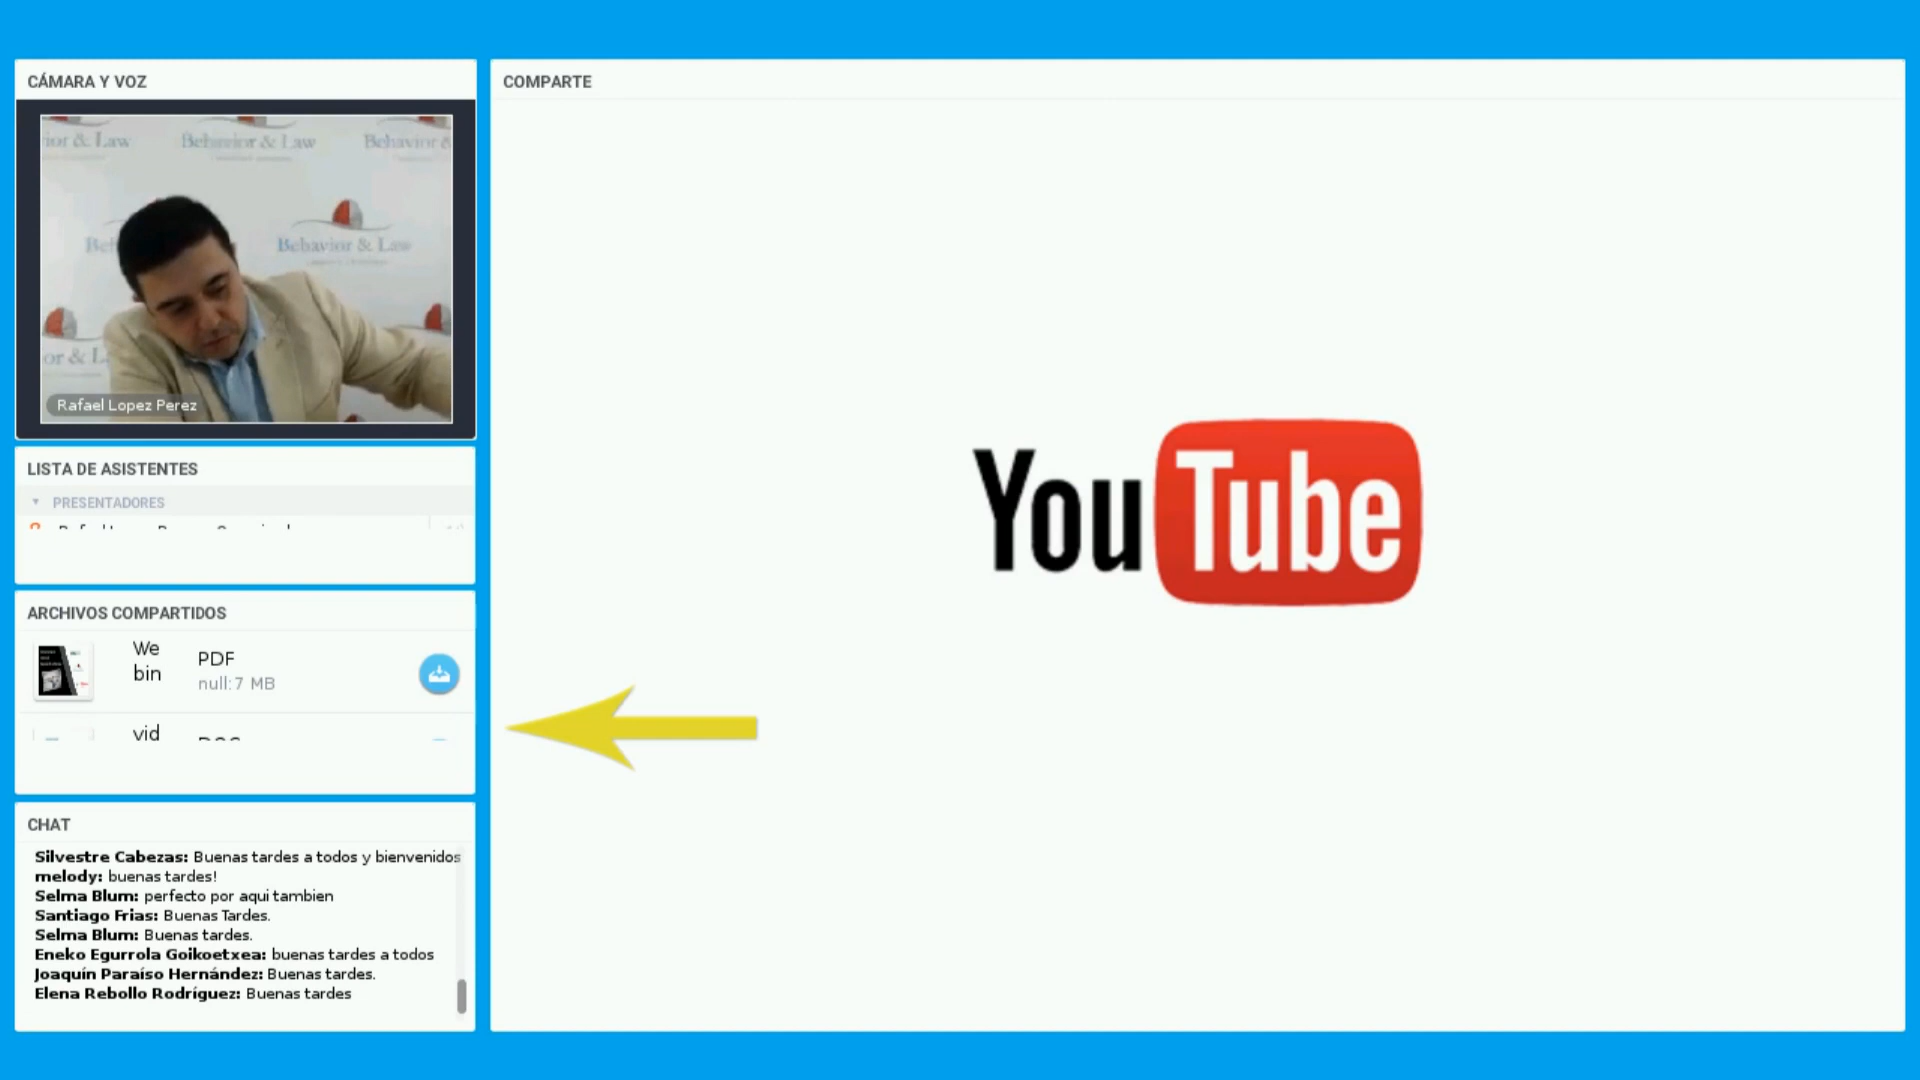 CÁMARA Y VOZ
ior & Law
Behavior & Law
Behavior &
Behavior & Law
or & L
Rafael Lopez Perez
LISTA DE ASISTENTES
PRESENTADORES
ARCHIVOS COMPARTIDOS
We
bin
PDF
null:7 MB
vid
DOC
CHAT
Silvestre Cabezas: Buenas tardes a todos y bienvenidos
melody: buenas tardes!
Selma Blum: perfecto por aqui tambien
Santiago Frias: Buenas Tardes.
Selma Blum: Buenas tardes.
Eneko Egurrola Goikoetxea: buenas tardes a todos
Joaquín Paraíso Hernández: Buenas tardes.
Elena Rebollo Rodríguez: Buenas tardes
COMPARTE
YouTube